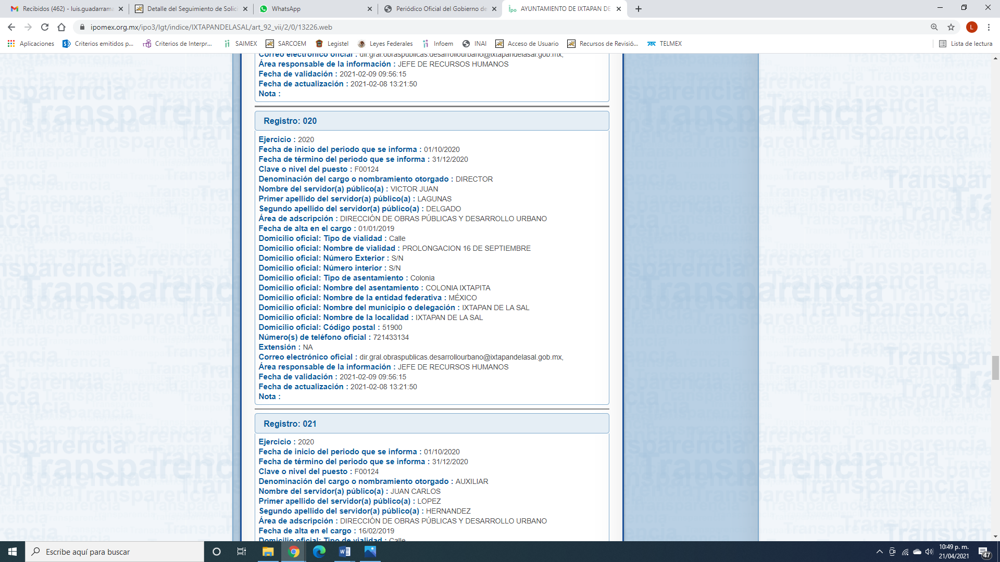 Recibidos (462) - luis.guadarrama
Detalle del Seguimiento de Solici
WhatsApp
Periódico Oficial del Gobierno de
AYUNTAMIENTO DE IXTAPAN DE
ipomex.org.mx/ipo3/lgt/indice/IXTAPANDELASAL/art_92_vii/2/0/13226.web
Aplicaciones
Criterios emitidos p...
Criterios de Interpr...
SAIMEX
SARCOEM
Legistel
Leyes Federales
Infoem
INAI
Acceso de Usuario
Recursos de Revisió...
TELMEX
Lista de lectura
Correo electrónico oficial : dir.gral.obraspublicas.desarrollourbano@ixtapandelasal.gob.mx,
Área responsable de la información : JEFE DE RECURSOS HUMANOS
Fecha de validación : 2021-02-09 09:56:15
Fecha de actualización : 2021-02-08 13:21:50
Nota :
Registro: 020
Ejercicio : 2020
Fecha de inicio del periodo que se informa : 01/10/2020
Fecha de término del periodo que se informa : 31/12/2020
Clave o nivel del puesto : F00124
Denominación del cargo o nombramiento otorgado : DIRECTOR
Nombre del servidor(a) público(a) : VICTOR JUAN
Primer apellido del servidor(a) público(a) : LAGUNAS
Segundo apellido del servidor(a) público(a) : DELGADO
Área de adscripción : DIRECCIÓN DE OBRAS PÚBLICAS Y DESARROLLO URBANO
Fecha de alta en el cargo : 01/01/2019
Domicilio oficial: Tipo de vialidad : Calle
Domicilio oficial: Nombre de vialidad : PROLONGACION 16 DE SEPTIEMBRE
Domicilio oficial: Número Exterior : S/N
Domicilio oficial: Número interior : S/N
Domicilio oficial: Tipo de asentamiento : Colonia
Domicilio oficial: Nombre del asentamiento : COLONIA IXTAPITA
Domicilio oficial: Nombre de la entidad federativa : MÉXICO
Domicilio oficial: Nombre del municipio o delegación : IXTAPAN DE LA SAL
Domicilio oficial: Nombre de la localidad : IXTAPAN DE LA SAL
Domicilio oficial: Código postal : 51900
Número(s) de teléfono oficial : 721433134
Extensión : NA
Correo electrónico oficial : dir.gral.obraspublicas.desarrollourbano@ixtapandelasal.gob.mx,
Área responsable de la información : JEFE DE RECURSOS HUMANOS
Fecha de validación : 2021-02-09 09:56:15
Fecha de actualización : 2021-02-08 13:21:50
Nota :
Registro: 021
Ejercicio : 2020
Fecha de inicio del periodo que se informa : 01/10/2020
Fecha de término del periodo que se informa : 31/12/2020
Clave o nivel del puesto : F00124
Denominación del cargo o nombramiento otorgado : AUXILIAR
Nombre del servidor(a) público(a) : JUAN CARLOS
Primer apellido del servidor(a) público(a) : LOPEZ
Segundo apellido del servidor(a) público(a) : HERNANDEZ
Área de adscripción : DIRECCIÓN DE OBRAS PÚBLICAS Y DESARROLLO URBANO
Fecha de alta en el cargo : 16/02/2019
Domicilio oficial: Tipo de vialidad : Calle
Escribe aquí para buscar
10:49 p. m.
21/04/2021
47